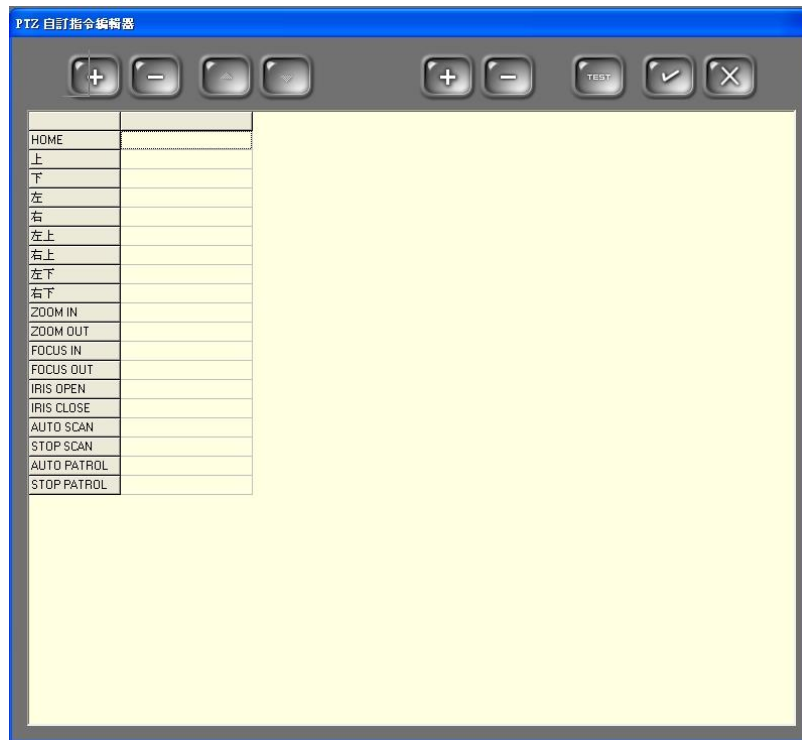 PTZ 自訂指令編輯器
TEST
HOME
上
下
左
右
左上
右上
左下
右下
ZOOM IN
ZOOM OUT
FOCUS IN
FOCUS OUT
IRIS OPEN
IRIS CLOSE
AUTO SCAN
STOP SCAN
AUTO PATROL
STOP PATROL